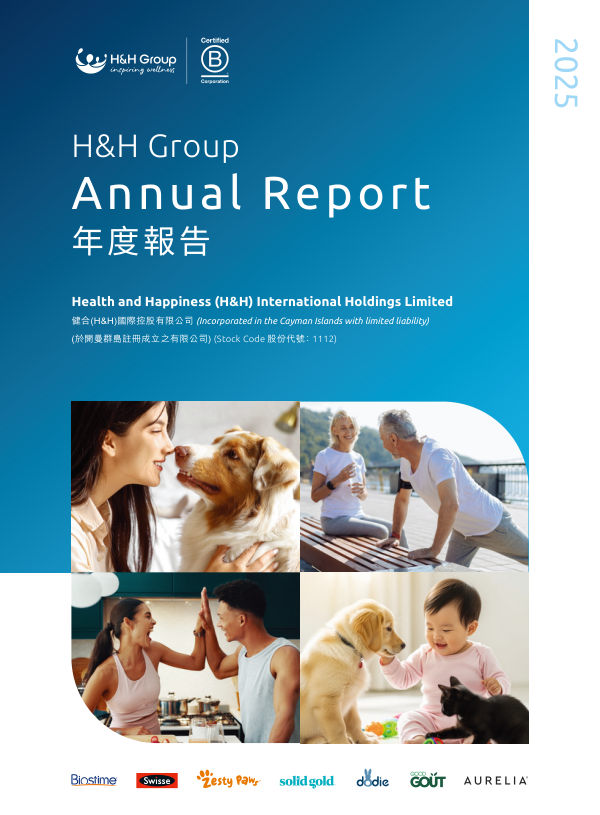 H&H Group
inspiring wellness
Certified
B
Corporation
2025
H&H Group
Annual Report
年度報告
Health and Happiness (H&H) International Holdings Limited
健合(H&H)國際控股有限公司 (Incorporated in the Cayman Islands with limited liability)
(於開曼群島註冊成立之有限公司) (Stock Code 股份代號：1112)
Biostime
Swisse
Zesty Paws
solid gold
dodie
GOOD
GOÛT
AURELIA